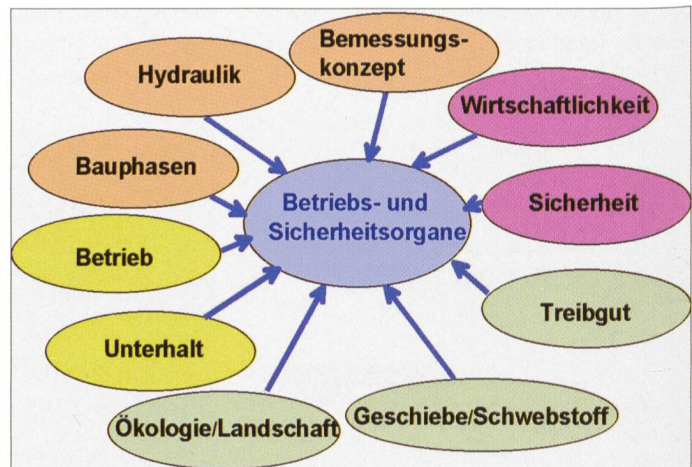 Bemessungs-
konzept
Hydraulik
Wirtschaftlichkeit
Bauphasen
Betriebs- und
Sicherheitsorgane
Sicherheit
Betrieb
Treibgut
Unterhalt
Ökologie/Landschaft
Geschiebe/Schwebstoff